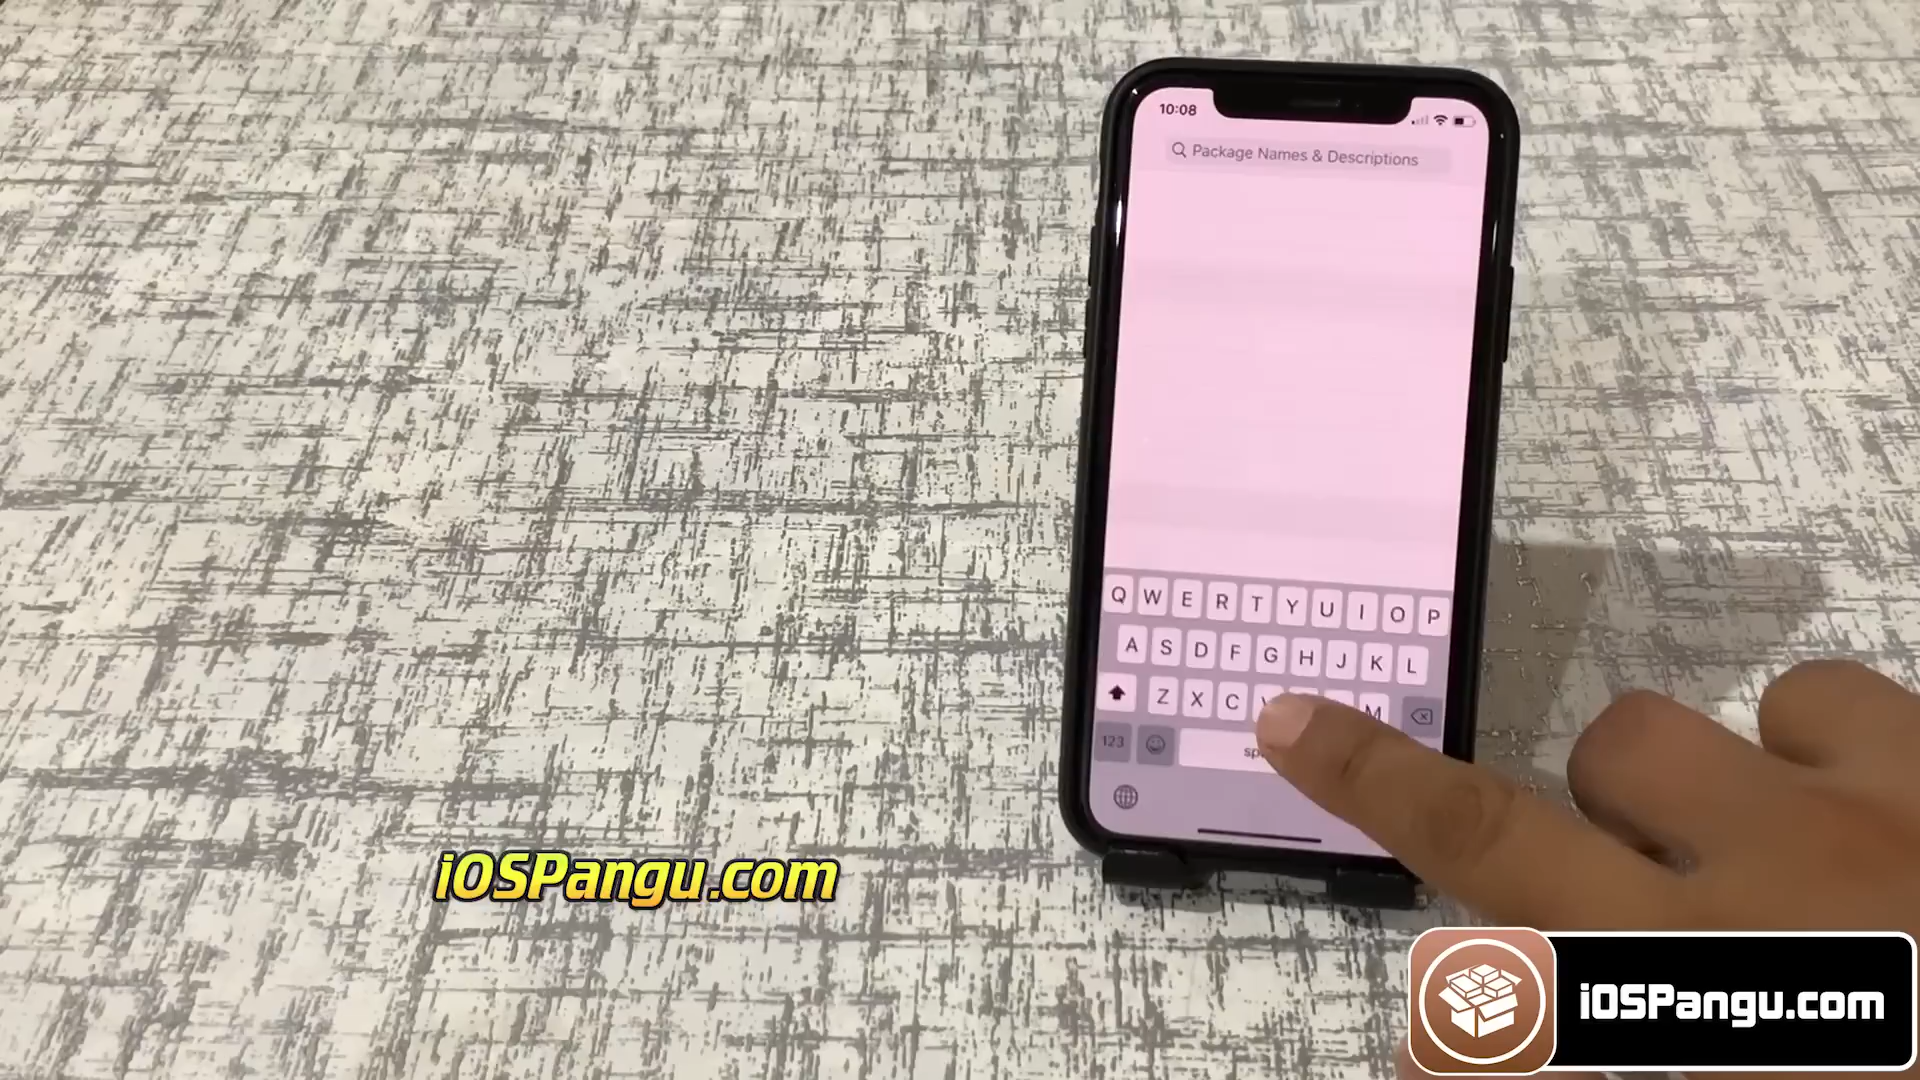 10:08
Package Names & Descriptions
Q W E R T Y U I O P
A S D F G H J K L
Z X C M
123
iOSPangu.com
iOSPangu.com